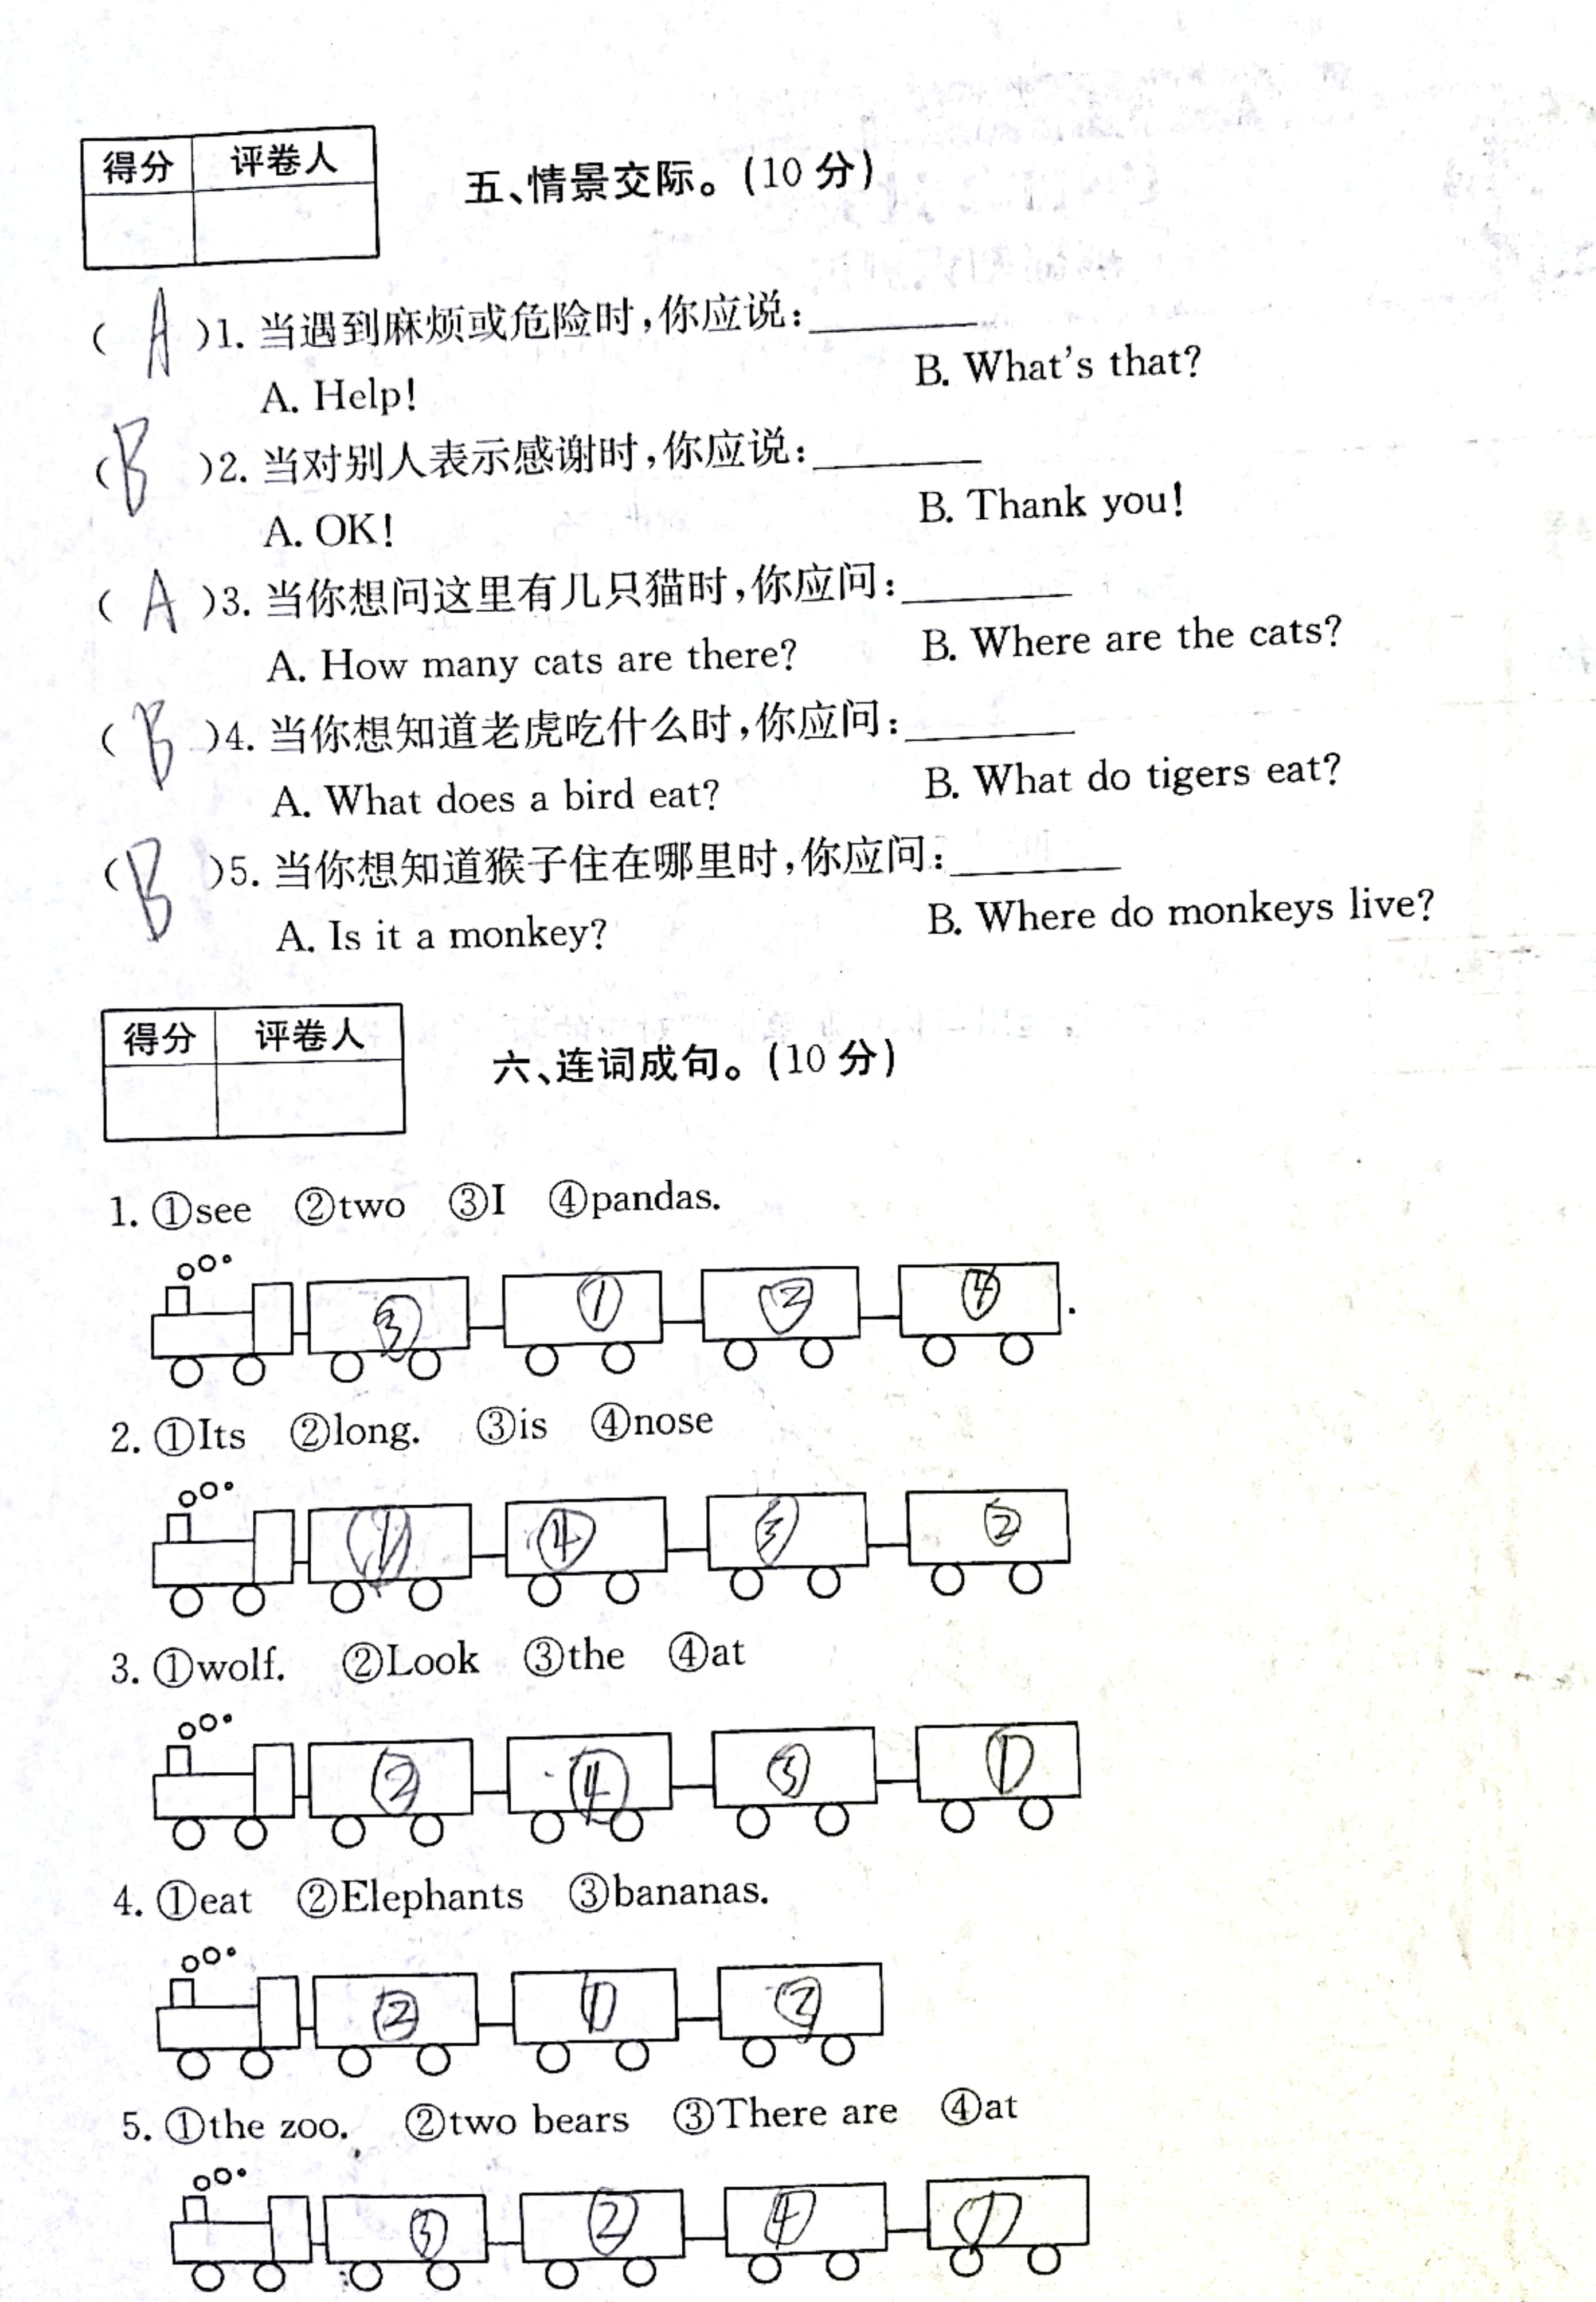 得分 评卷人
五、情景交际。(10 分)
( A )1. 当遇到麻烦或危险时,你应说:________
A. Help! B. What's that?
( B )2. 当对别人表示感谢时,你应说:________
A. OK! B. Thank you!
( A )3. 当你想问这里有几只猫时,你应问:________
A. How many cats are there? B. Where are the cats?
( B )4. 当你想知道老虎吃什么时,你应问:________
A. What does a bird eat? B. What do tigers eat?
( B )5. 当你想知道猴子住在哪里时,你应问:________
A. Is it a monkey? B. Where do monkeys live?
得分 评卷人
六、连词成句。(10 分)
1. ①see ②two ③I ④pandas.
③ ① ② ④ .
2. ①Its ②long. ③is ④nose
① ④ ③ ②
3. ①wolf. ②Look ③the ④at
② ④ ③ ①
4. ①eat ②Elephants ③bananas.
② ① ③
5. ①the zoo. ②two bears ③There are ④at
③ ② ④ ①